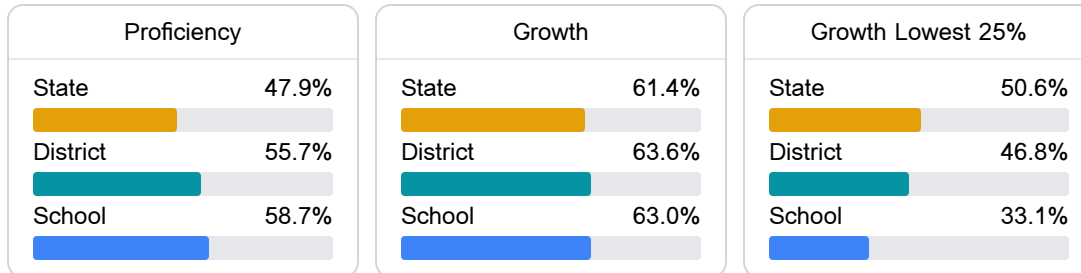 Proficiency
State 47.9%
District 55.7%
School 58.7%
Growth
State 61.4%
District 63.6%
School 63.0%
Growth Lowest 25%
State 50.6%
District 46.8%
School 33.1%